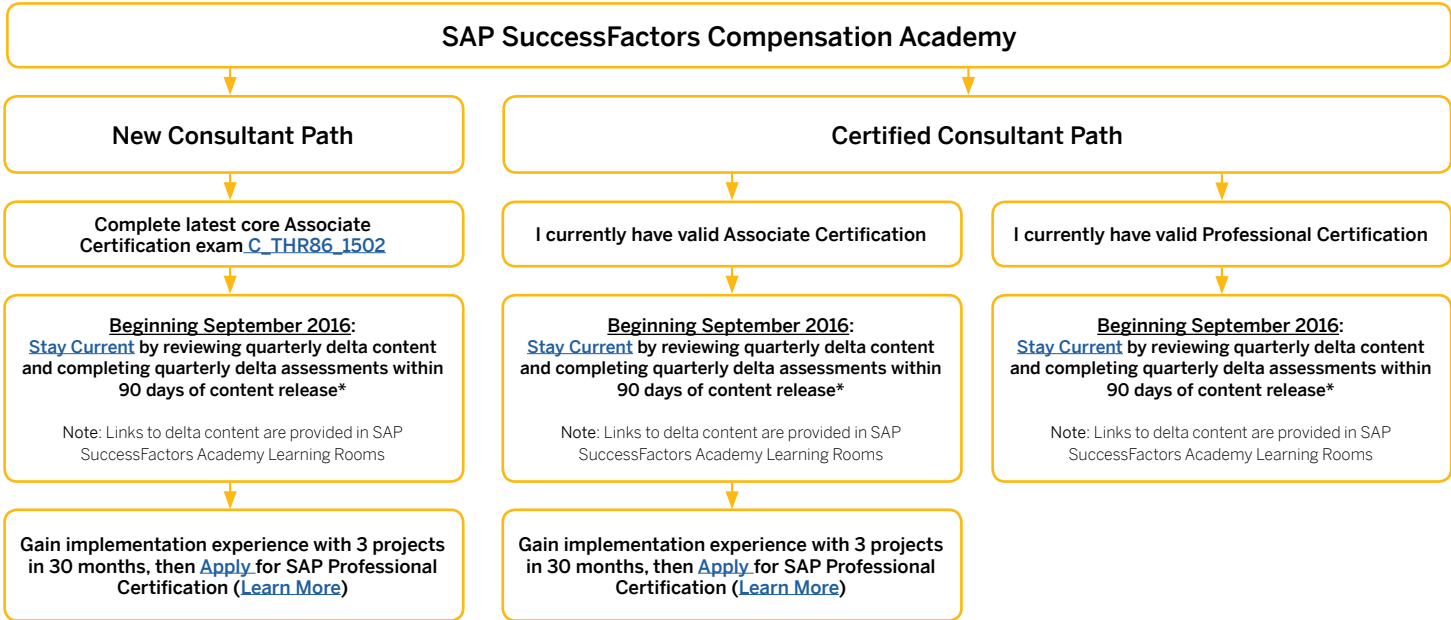 SAP SuccessFactors Compensation Academy
New Consultant Path
Certified Consultant Path
Complete latest core Associate
Certification exam C_THR86_1502
I currently have valid Associate Certification
I currently have valid Professional Certification
Beginning September 2016:
Stay Current by reviewing quarterly delta content
and completing quarterly delta assessments within
90 days of content release*
Note: Links to delta content are provided in SAP
SuccessFactors Academy Learning Rooms
Beginning September 2016:
Stay Current by reviewing quarterly delta content
and completing quarterly delta assessments within
90 days of content release*
Note: Links to delta content are provided in SAP
SuccessFactors Academy Learning Rooms
Beginning September 2016:
Stay Current by reviewing quarterly delta content
and completing quarterly delta assessments within
90 days of content release*
Note: Links to delta content are provided in SAP
SuccessFactors Academy Learning Rooms
Gain implementation experience with 3 projects
in 30 months, then Apply for SAP Professional
Certification (Learn More)
Gain implementation experience with 3 projects
in 30 months, then Apply for SAP Professional
Certification (Learn More)